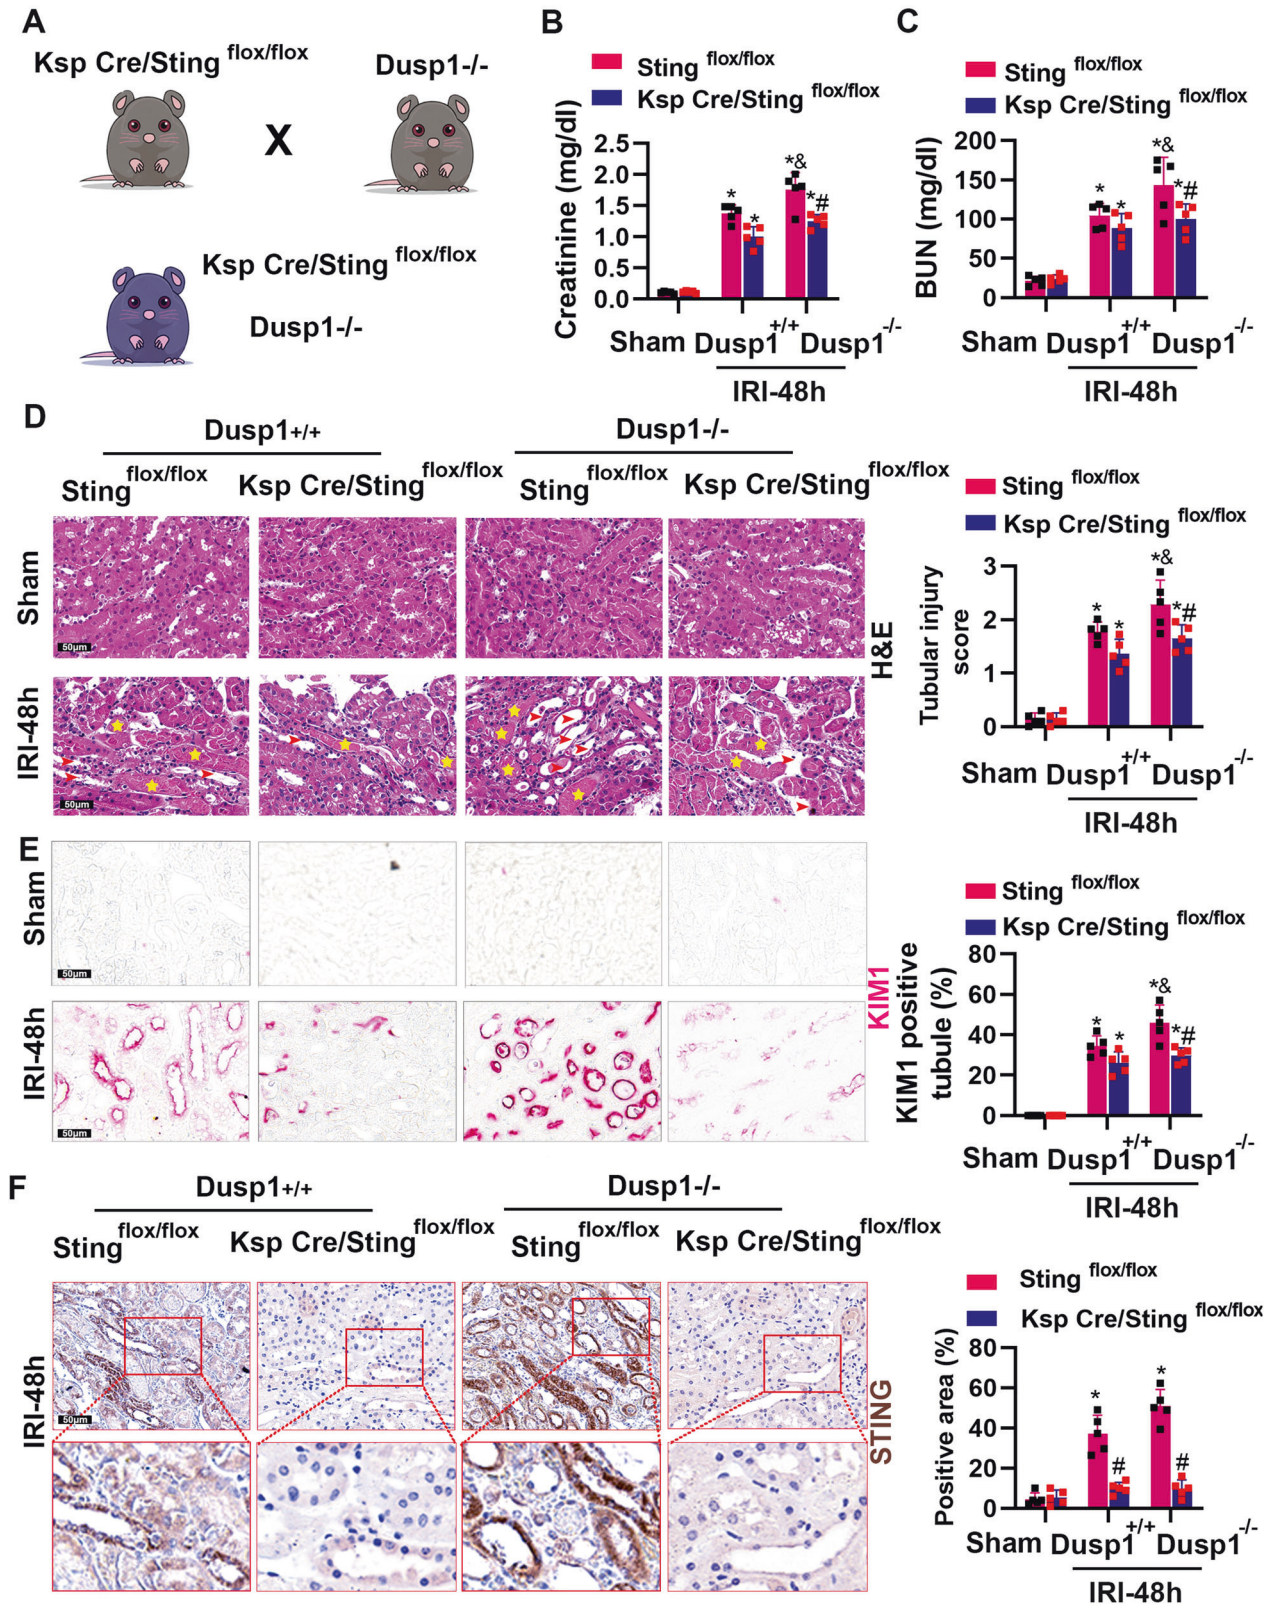 A
Ksp Cre/Sting flox/flox
Dusp1-/-
X
Ksp Cre/Sting flox/flox
Dusp1-/-
B
Sting flox/flox
Ksp Cre/Sting flox/flox
Creatinine (mg/dl)
2.5
2.0
1.5
1.0
0.5
0.0
*
*
*&
*#
Sham Dusp1+/+ Dusp1-/-
IRI-48h
C
Sting flox/flox
Ksp Cre/Sting flox/flox
BUN (mg/dl)
200
150
100
50
0
*
*
*&
*#
Sham Dusp1+/+ Dusp1-/-
IRI-48h
D
Dusp1+/+
Dusp1-/-
Sting flox/flox
Ksp Cre/Sting flox/flox
Sting flox/flox
Ksp Cre/Sting flox/flox
Sham
50μm
IRI-48h
50μm
H&E
Sting flox/flox
Ksp Cre/Sting flox/flox
Tubular injury
score
3
2
1
0
*
*
*&
*#
Sham Dusp1+/+ Dusp1-/-
IRI-48h
E
Sham
50μm
IRI-48h
50μm
KIM1
Sting flox/flox
Ksp Cre/Sting flox/flox
KIM1 positive
tubule (%)
80
60
40
20
0
*
*
*&
*#
Sham Dusp1+/+ Dusp1-/-
IRI-48h
F
Dusp1+/+
Dusp1-/-
Sting flox/flox
Ksp Cre/Sting flox/flox
Sting flox/flox
Ksp Cre/Sting flox/flox
IRI-48h
50μm
STING
Sting flox/flox
Ksp Cre/Sting flox/flox
Positive area (%)
80
60
40
20
0
*
#
*
#
Sham Dusp1+/+ Dusp1-/-
IRI-48h